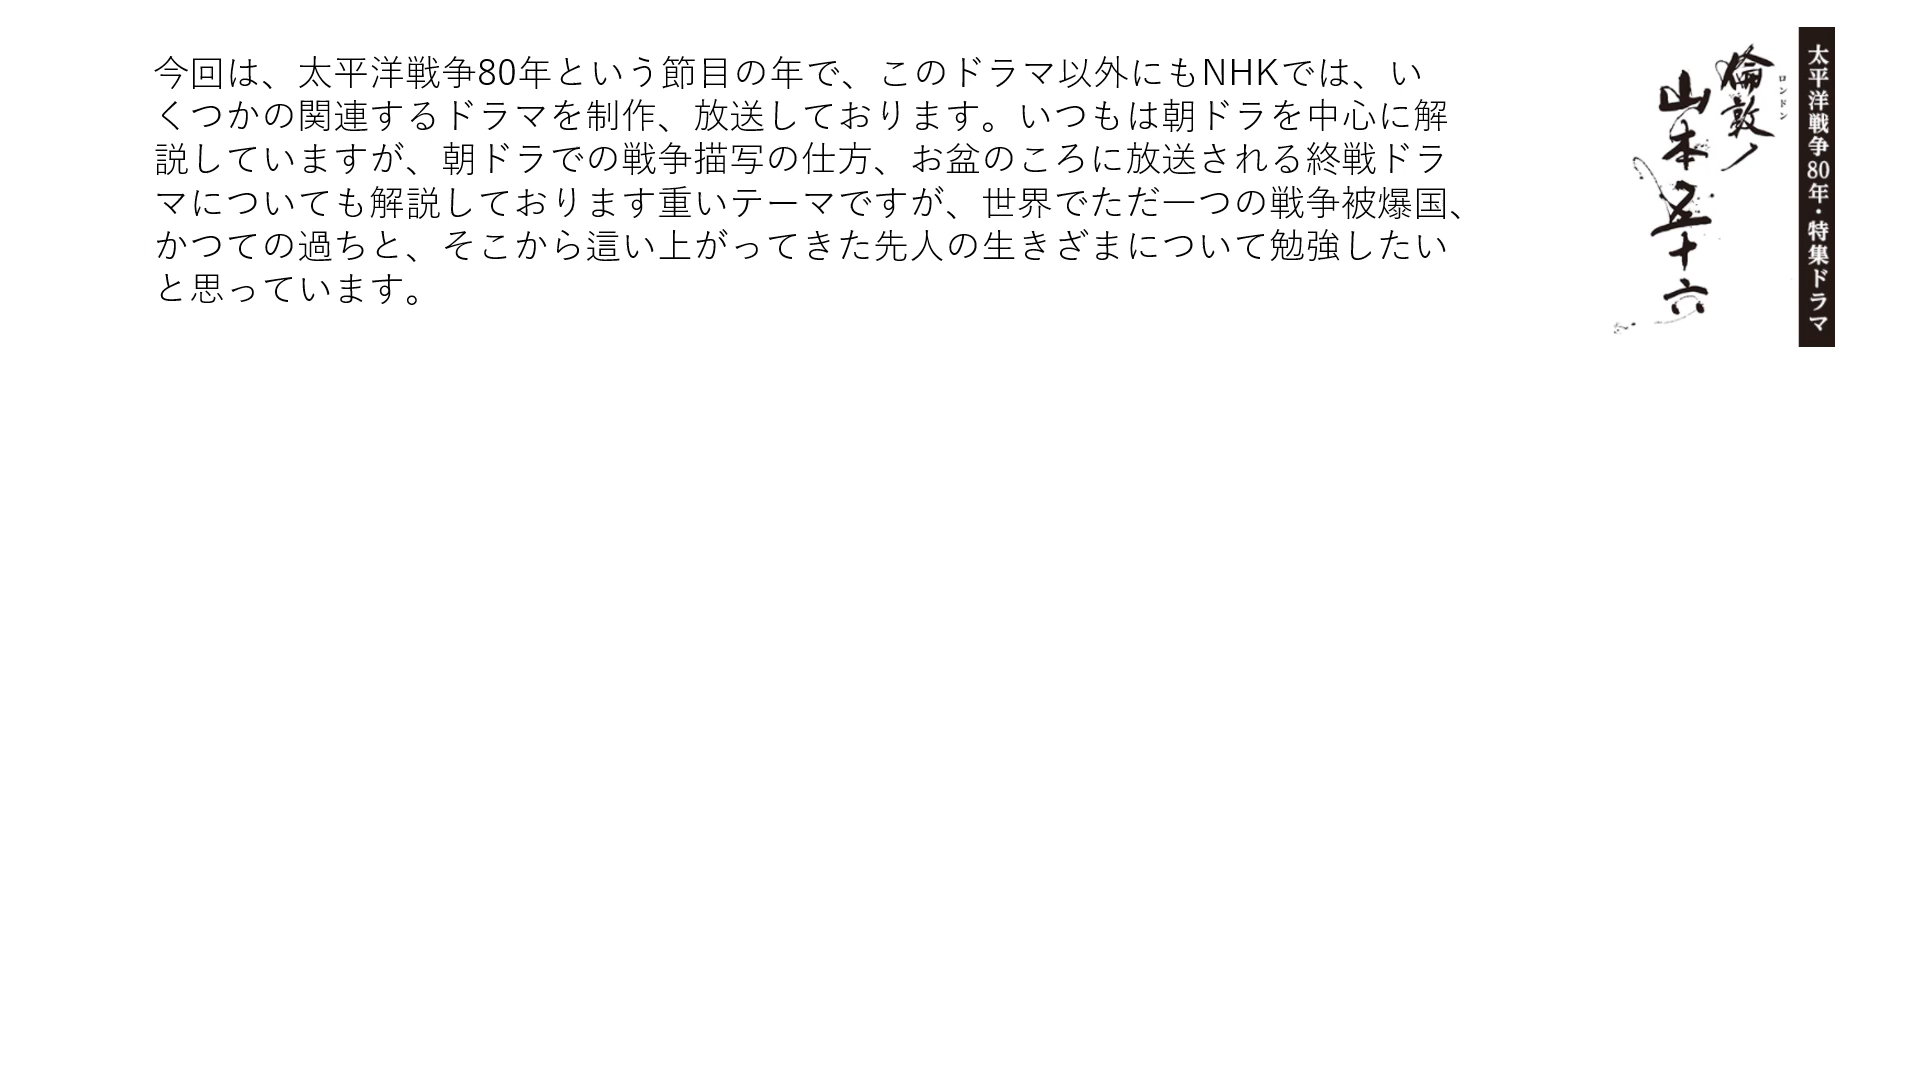 今回は、太平洋戦争80年という節目の年で、このドラマ以外にもNHKでは、い
くつかの関連するドラマを制作、放送しております。いつもは朝ドラを中心に解
説していますが、朝ドラでの戦争描写の仕方、お盆のころに放送される終戦ドラ
マについても解説しております重いテーマですが、世界でただ一つの戦争被爆国、
かつての過ちと、そこから這い上がってきた先人の生きざまについて勉強したい
と思っています。
太平洋戦争80年・特集ドラマ
倫敦ノ
ロンドン
山本五十六